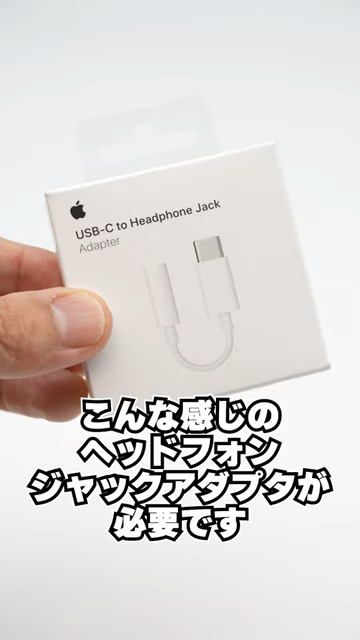 USB-C to Headphone Jack
Adapter
こんな感じの
ヘッドフォン
ジャックアダプタが
必要です